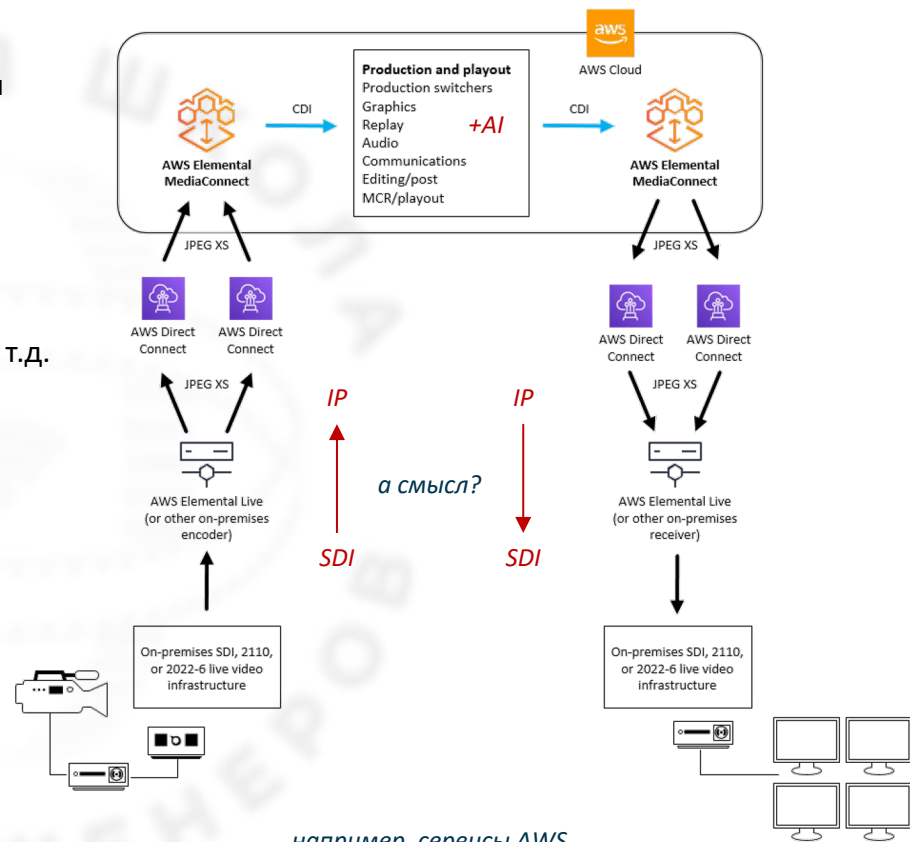 aws
AWS Cloud
Production and playout
Production switchers
Graphics
Replay
+AI
Audio
Communications
Editing/post
MCR/playout
CDI
CDI
AWS Elemental
MediaConnect
AWS Elemental
MediaConnect
JPEG XS
JPEG XS
AWS Direct
Connect
AWS Direct
Connect
AWS Direct
Connect
AWS Direct
Connect
т.д.
JPEG XS
JPEG XS
IP
IP
а смысл?
SDI
SDI
AWS Elemental Live
(or other on-premises
encoder)
AWS Elemental Live
(or other on-premises
receiver)
On-premises SDI, 2110,
or 2022-6 live video
infrastructure
On-premises SDI, 2110,
or 2022-6 live video
infrastructure
например, сервисы AWS